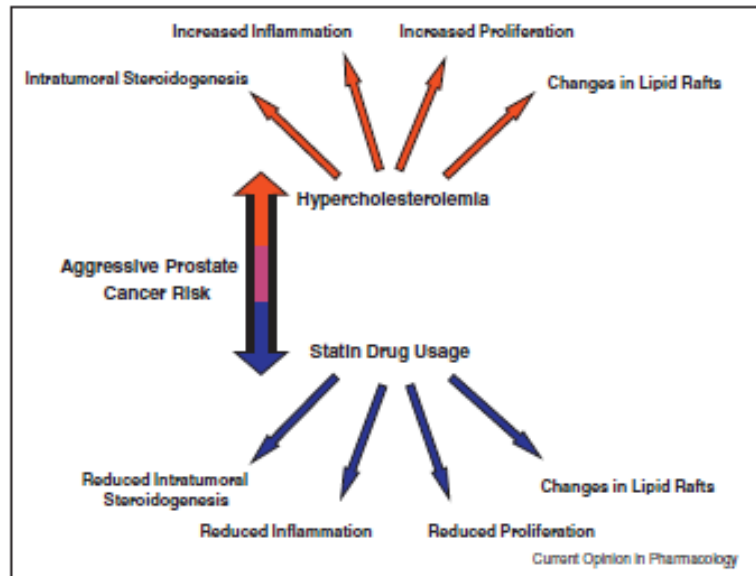 Increased Inflammation
Increased Proliferation
Intratumoral Steroidogenesis
Changes in Lipid Rafts
Hypercholesterolemia
Aggressive Prostate
Cancer Risk
Statin Drug Usage
Reduced Intratumoral
Steroidogenesis
Changes in Lipid Rafts
Reduced Inflammation
Reduced Proliferation
Current Opinion in Pharmacology